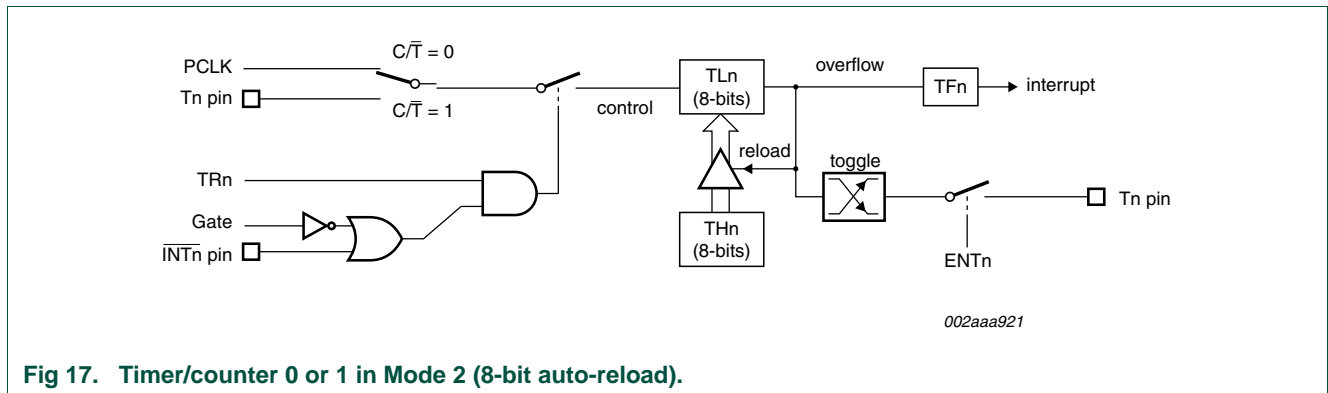 C/T̅ = 0
PCLK
Tn pin
C/T̅ = 1
control
TLn
(8-bits)
overflow
TFn
interrupt
reload
toggle
TRn
Gate
I̅N̅T̅n̅ pin
THn
(8-bits)
Tn pin
ENTn
002aaa921
Fig 17. Timer/counter 0 or 1 in Mode 2 (8-bit auto-reload).